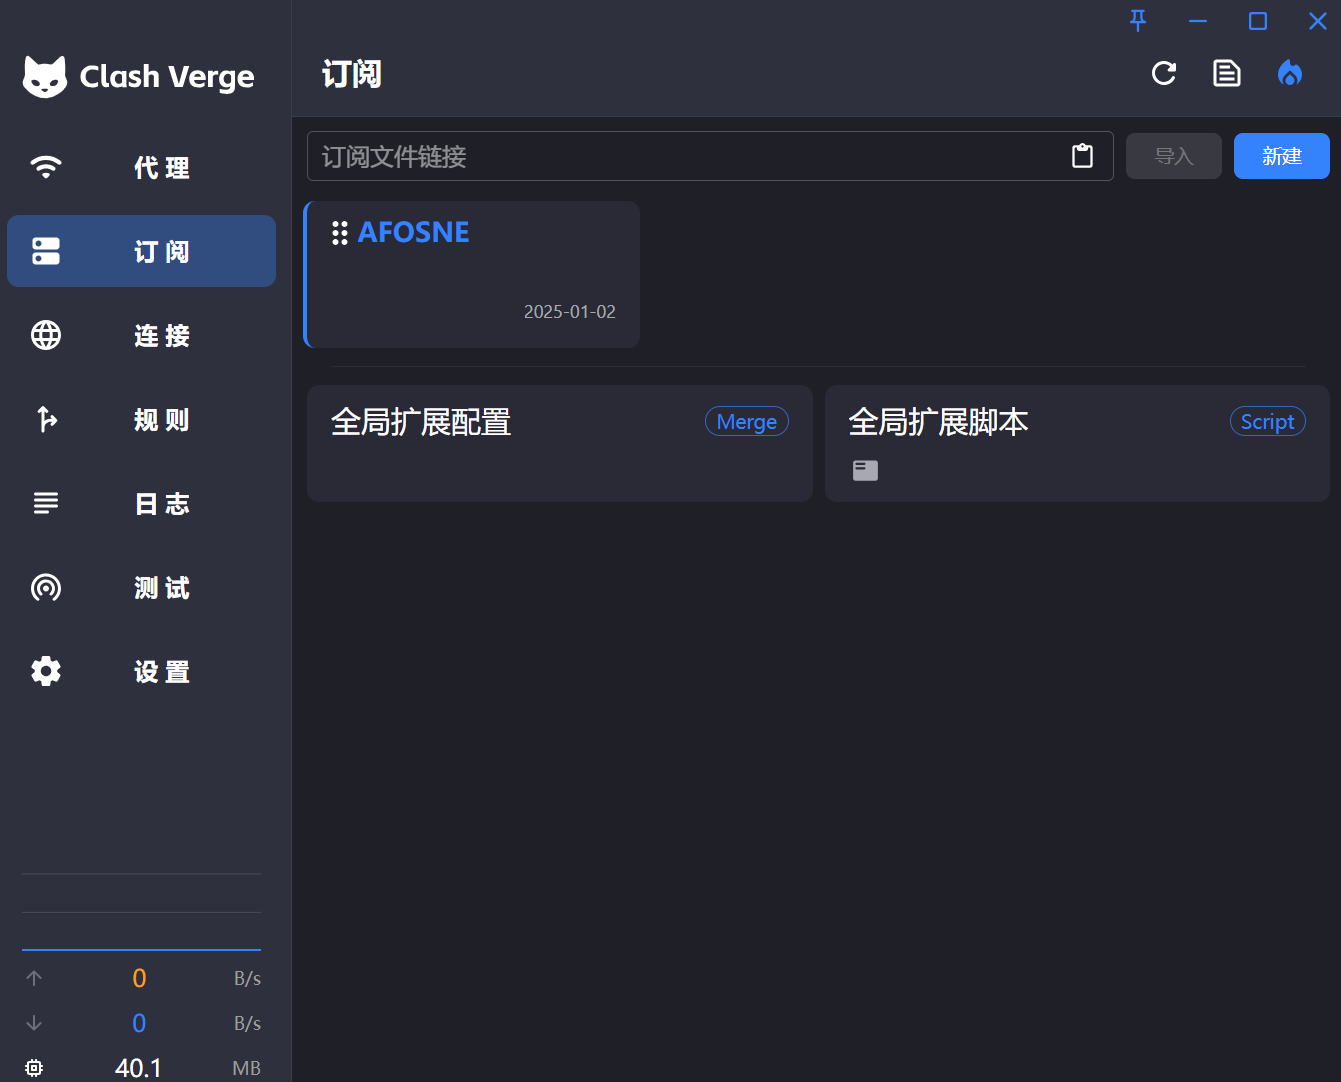 Clash Verge
代理
订阅
连接
规则
日志
测试
设置
0 B/s
0 B/s
40.1 MB
订阅
订阅文件链接
导入
新建
AFOSNE
2025-01-02
全局扩展配置 Merge
全局扩展脚本 Script